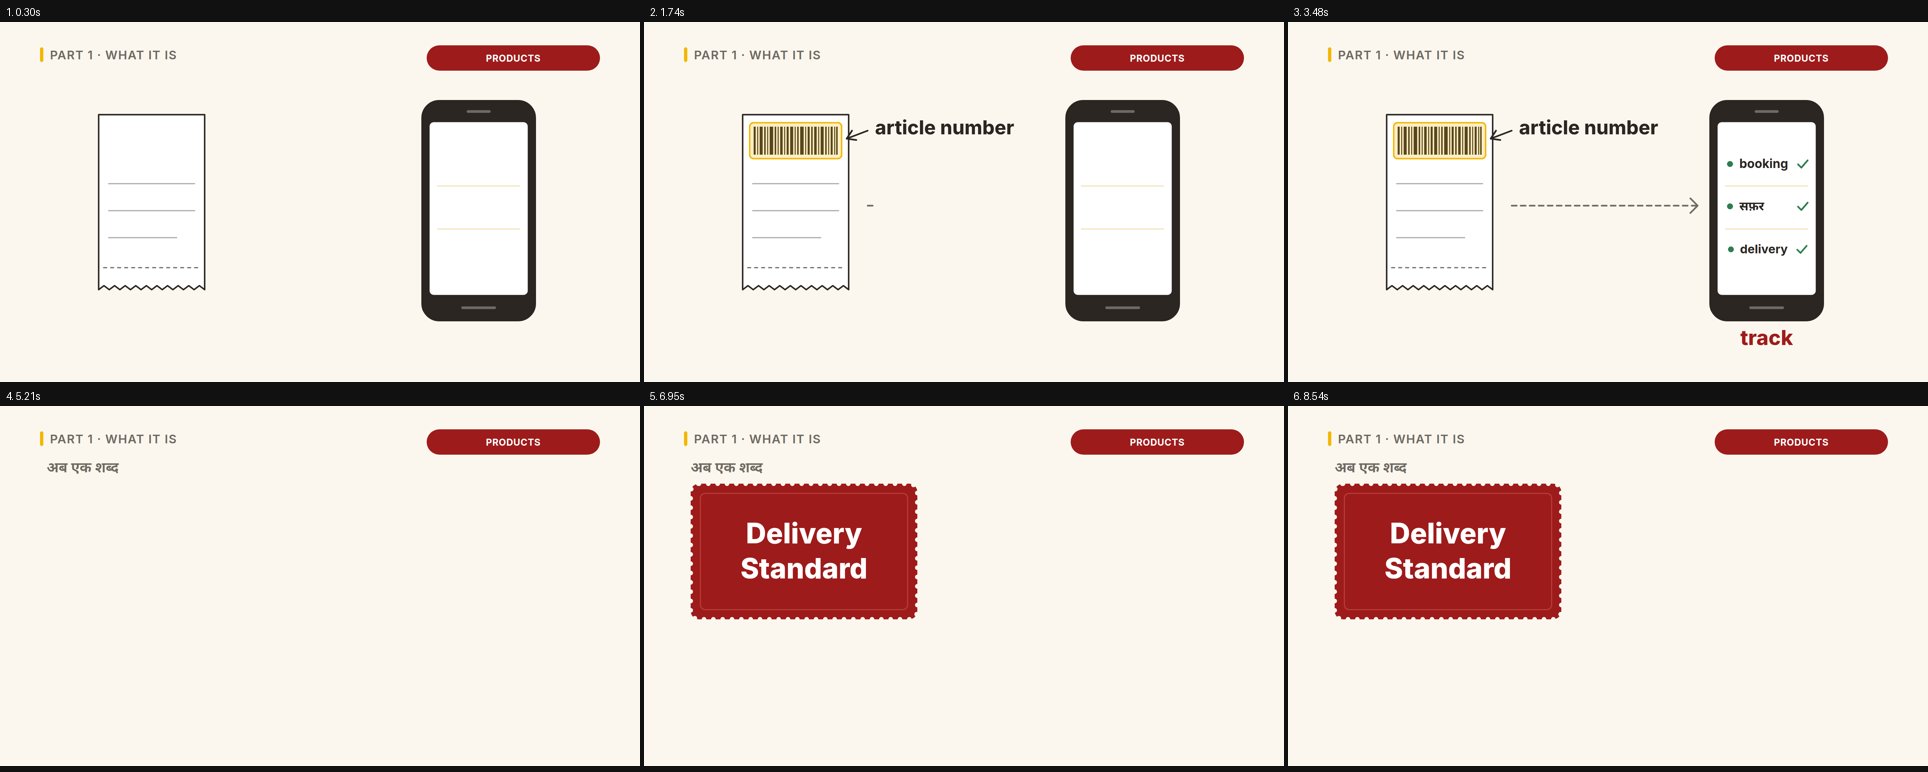 1. 0.30s
PART 1 · WHAT IT IS
PRODUCTS
2. 1.74s
PART 1 · WHAT IT IS
PRODUCTS
article number
3. 3.48s
PART 1 · WHAT IT IS
PRODUCTS
article number
booking
सफ़र
delivery
track
4. 5.21s
PART 1 · WHAT IT IS
PRODUCTS
अब एक शब्द
5. 6.95s
PART 1 · WHAT IT IS
PRODUCTS
अब एक शब्द
Delivery
Standard
6. 8.54s
PART 1 · WHAT IT IS
PRODUCTS
अब एक शब्द
Delivery
Standard